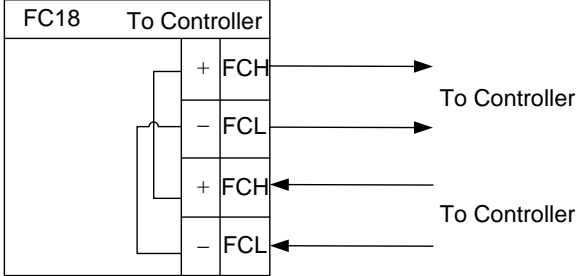 FC18 To Controller
+ FCH
To Controller
− FCL
+ FCH
To Controller
− FCL